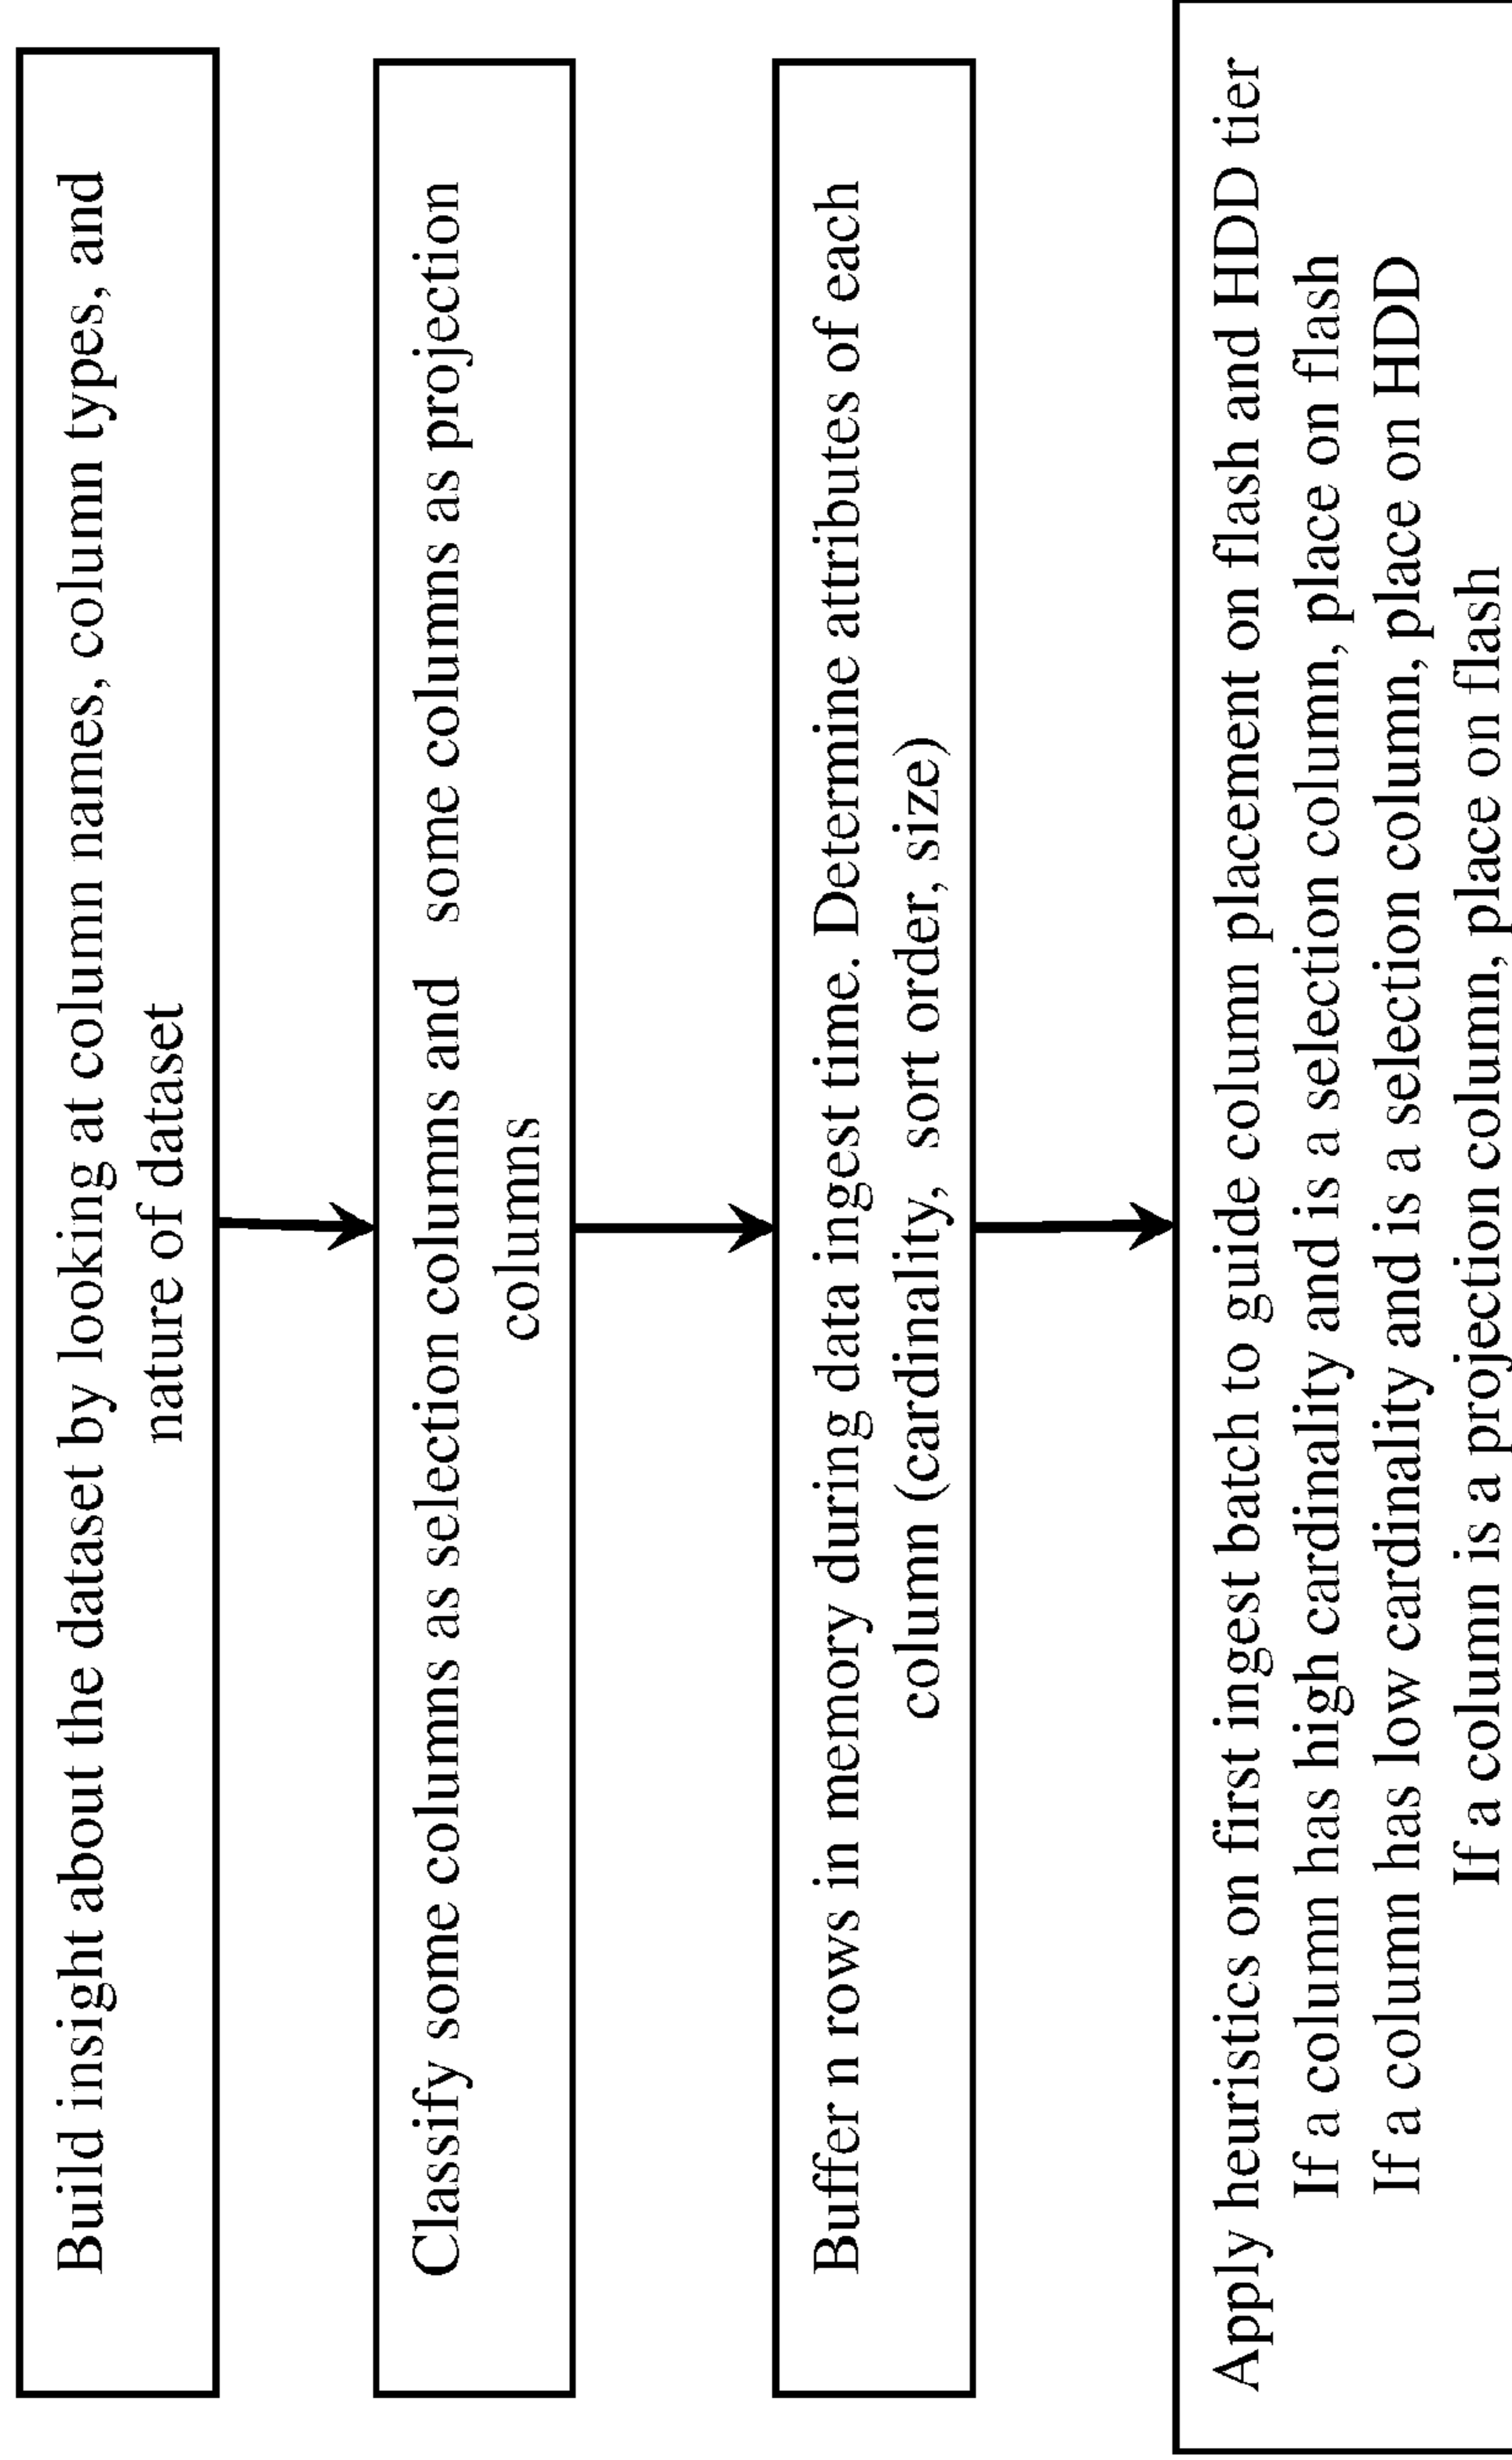 Build insight about the dataset by looking at column names, column types, and
nature of dataset
Classify some columns as selection columns and some columns as projection
columns
Buffer n rows in memory during data ingest time. Determine attributes of each
column (cardinality, sort order, size)
Apply heuristics on first ingest batch to guide column placement on flash and HDD tier
If a column has high cardinality and is a selection column, place on flash
If a column has low cardinality and is a selection column, place on HDD
If a column is a projection column, place on flash